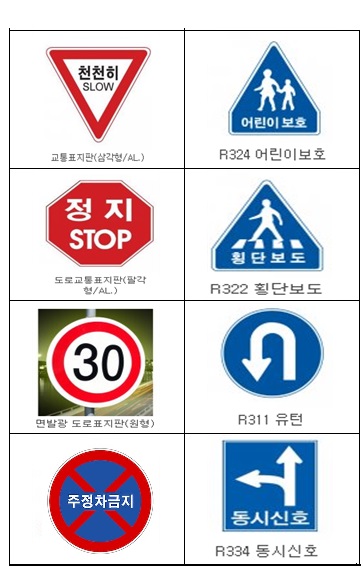 천천히
SLOW
교통표지판(삼각형/AL.)
어린이보호
R324 어린이보호
정지
STOP
도로교통표지판(팔각
형/AL.)
횡단보도
R322 횡단보도
30
면발광 도로표지판(원형)
R311 유턴
주정차금지
동시신호
R334 동시신호